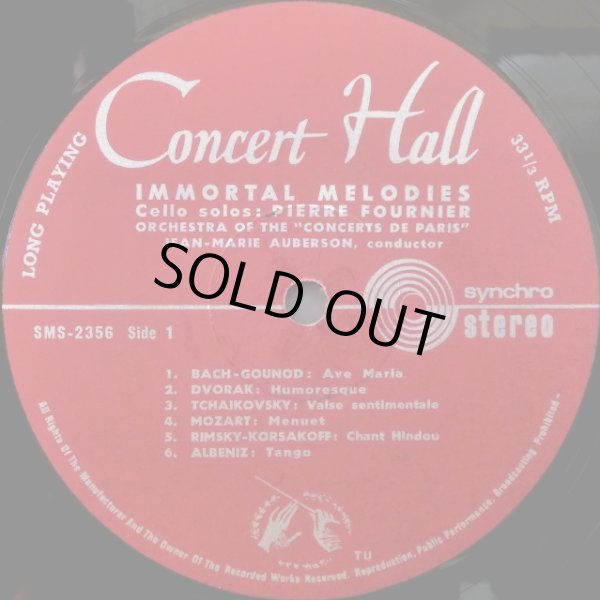 Concert Hall
LONG PLAYING
33 1/3 RPM
IMMORTAL MELODIES
Cello solos: PIERRE FOURNIER
ORCHESTRA OF THE "CONCERTS DE PARIS"
JEAN-MARIE AUBERSON, conductor
SOLD OUT
synchro
stereo
SMS-2356 Side 1
1. BACH-GOUNOD: Ave Maria
2. DVORAK: Humoresque
3. TCHAIKOVSKY: Valse sentimentale
4. MOZART: Menuet
5. RIMSKY-KORSAKOFF: Chant Hindou
6. ALBENIZ: Tango
TU
All Rights Of The Manufacturer And The Owner Of The Recorded Works Reserved. Reproduction, Public Performance, Broadcasting Prohibited-